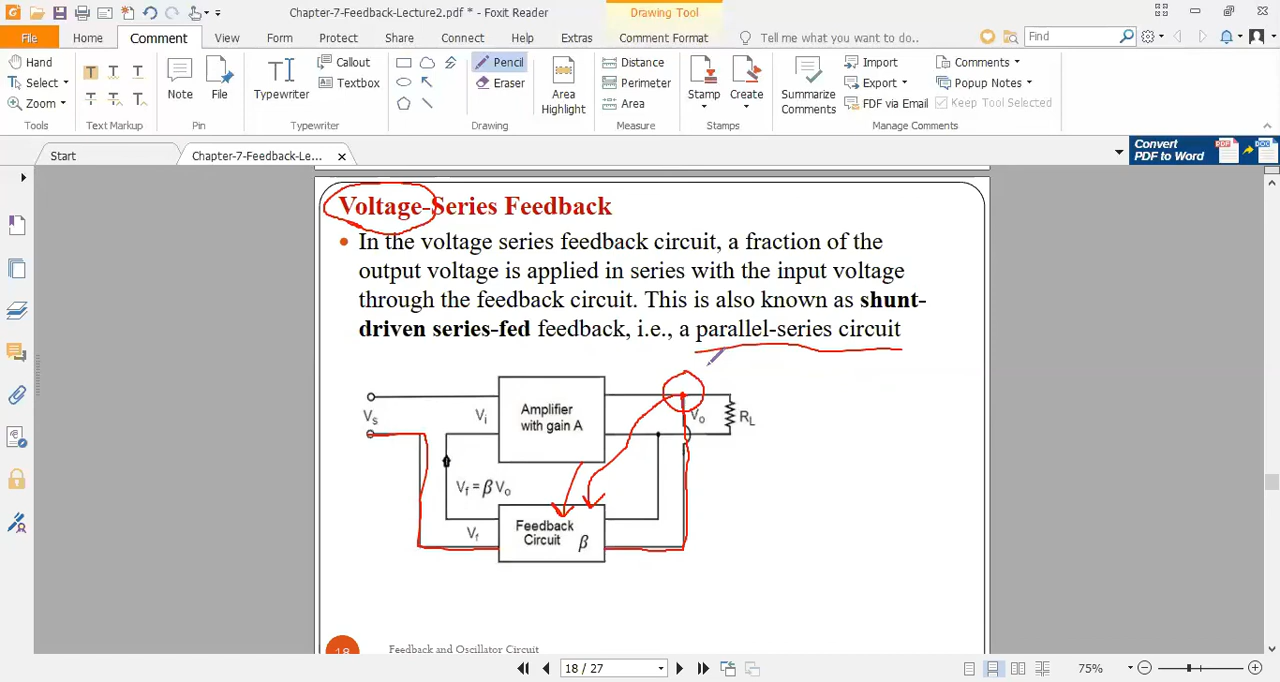 Chapter-7-Feedback-Lecture2.pdf * - Foxit Reader
Drawing Tool
File Home Comment View Form Protect Share Connect Help Extras Comment Format Tell me what you want to do.. Find
Hand
Select
Zoom
Tools
T T T
T T T
Text Markup
Note File
Pin
Typewriter
Callout
Textbox
Typewriter
Pencil
Eraser
Drawing
Area Highlight
Distance
Perimeter
Area
Measure
Stamp Create
Stamps
Summarize Comments
Import
Export
FDF via Email
Comments
Popup Notes
Keep Tool Selected
Manage Comments
Start
Chapter-7-Feedback-Le...
Convert
PDF to Word
Voltage-Series Feedback
• In the voltage series feedback circuit, a fraction of the
output voltage is applied in series with the input voltage
through the feedback circuit. This is also known as shunt-
driven series-fed feedback, i.e., a parallel-series circuit
Vs
Vi
Amplifier
with gain A
Vo
RL
Vf = β Vo
Vf
Feedback
Circuit β
18
Feedback and Oscillator Circuit
18 / 27
75%